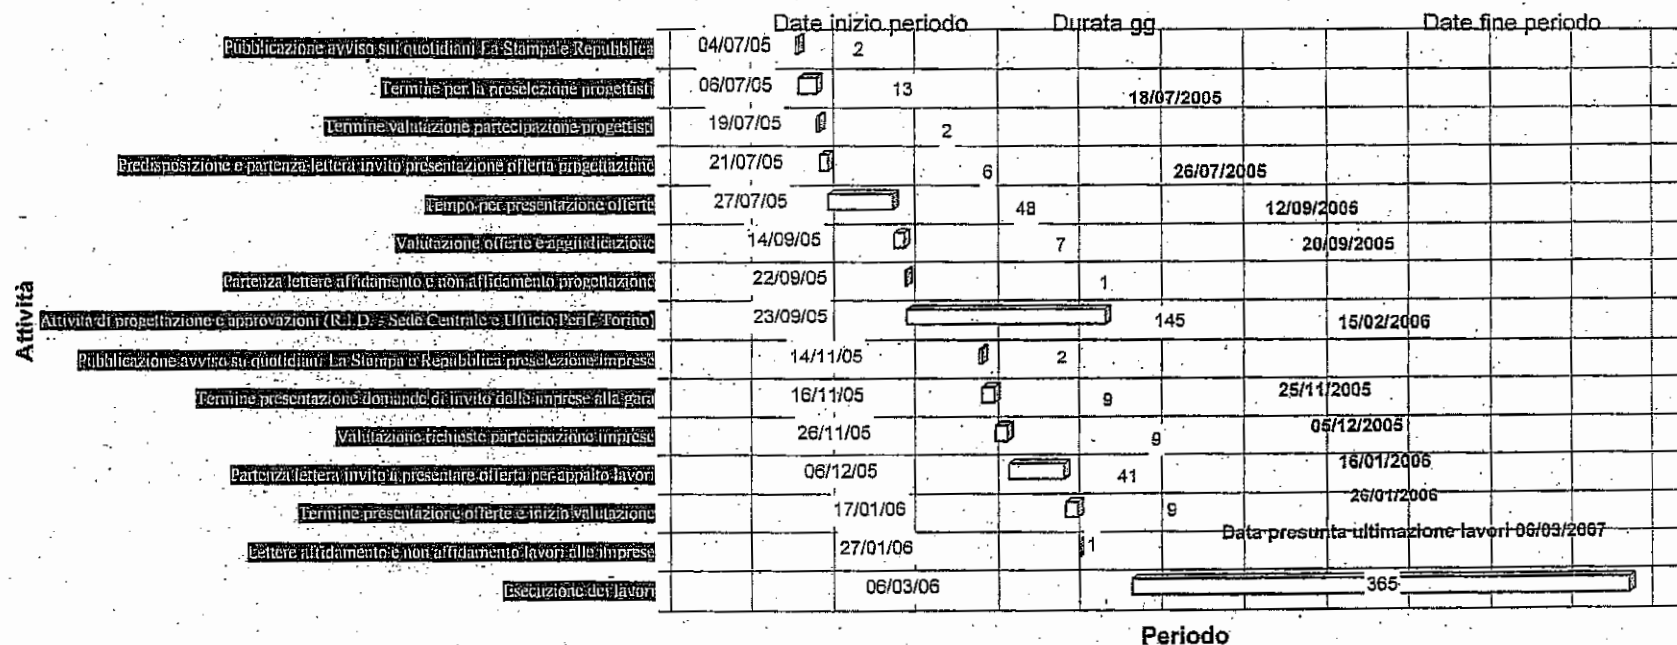 Date inizio periodo Durata gg Date fine periodo
Pubblicazione avviso sui quotidiani La Stampa e Repubblica 04/07/05 2
Termine per la preselezione progettisti 06/07/05 13 18/07/2005
Termine valutazione partecipazione progettisti 19/07/05 2
Predisposizione e partenza lettera invito presentazione offerta progettazione 21/07/05 6 26/07/2005
Tempo per presentazione offerte 27/07/05 48 12/09/2005
Valutazione offerte e aggiudicazione 14/09/05 7 20/09/2005
Partenza lettere affidamento e non affidamento progettazione 22/09/05 1
Attività di progettazione e approvazioni (R.I.D. - Sede Centrale e Ufficio Perif. Torino) 23/09/05 145 15/02/2006
Pubblicazione avviso su quotidiani La Stampa e Repubblica preselezione Imprese 14/11/05 2
Termine presentazione domande di invito delle imprese alla gara 16/11/05 9 25/11/2005
Valutazione richieste partecipazione Imprese 26/11/05 9 05/12/2005
Partenza lettera invito a presentare offerta per appalto lavori 06/12/05 41 16/01/2006
Termine presentazione offerte e inizio valutazione 17/01/06 9 26/01/2006
Lettere affidamento e non affidamento lavori alle Imprese 27/01/06 1 Data presunta ultimazione lavori 06/03/2007
Esecuzione dei lavori 06/03/06 365
Attività
Periodo